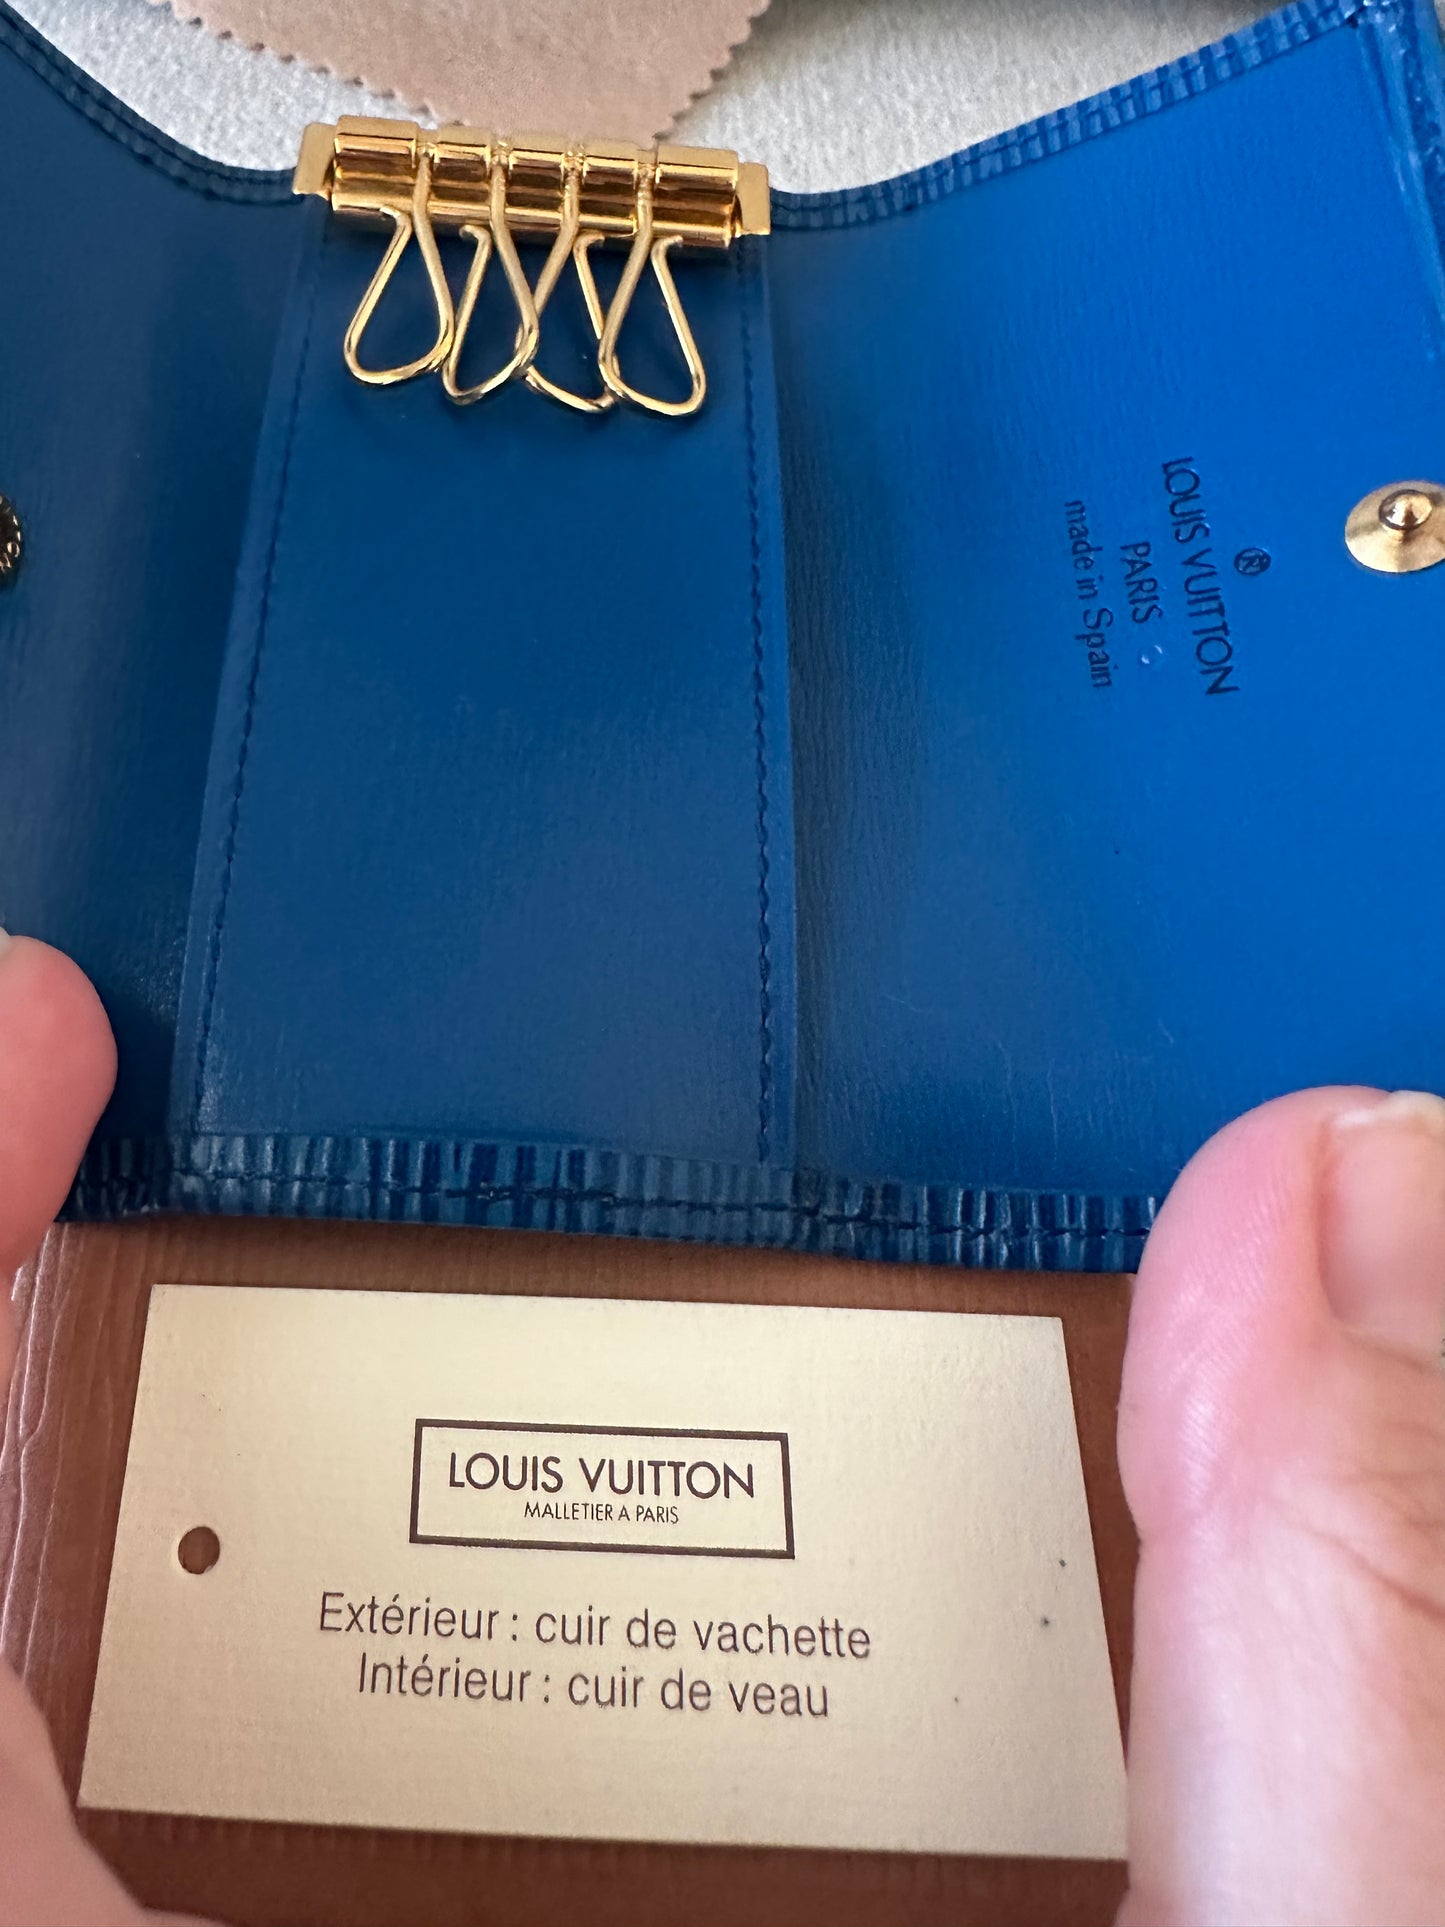 ®
LOUIS VUITTON
PARIS
made in Spain
LOUIS VUITTON
MALLETIER A PARIS
Extérieur : cuir de vachette
Intérieur : cuir de veau